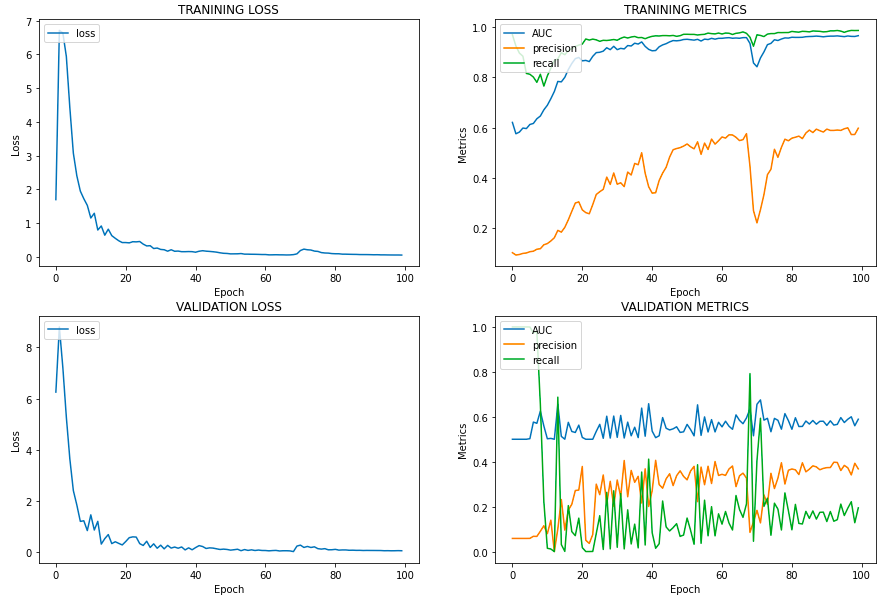 TRANINING LOSS
loss
Loss
7
6
5
4
3
2
1
0
0 20 40 60 80 100
Epoch
TRANINING METRICS
AUC
precision
recall
Metrics
1.0
0.8
0.6
0.4
0.2
0 20 40 60 80 100
Epoch
VALIDATION LOSS
loss
Loss
8
6
4
2
0
0 20 40 60 80 100
Epoch
VALIDATION METRICS
AUC
precision
recall
Metrics
1.0
0.8
0.6
0.4
0.2
0.0
0 20 40 60 80 100
Epoch